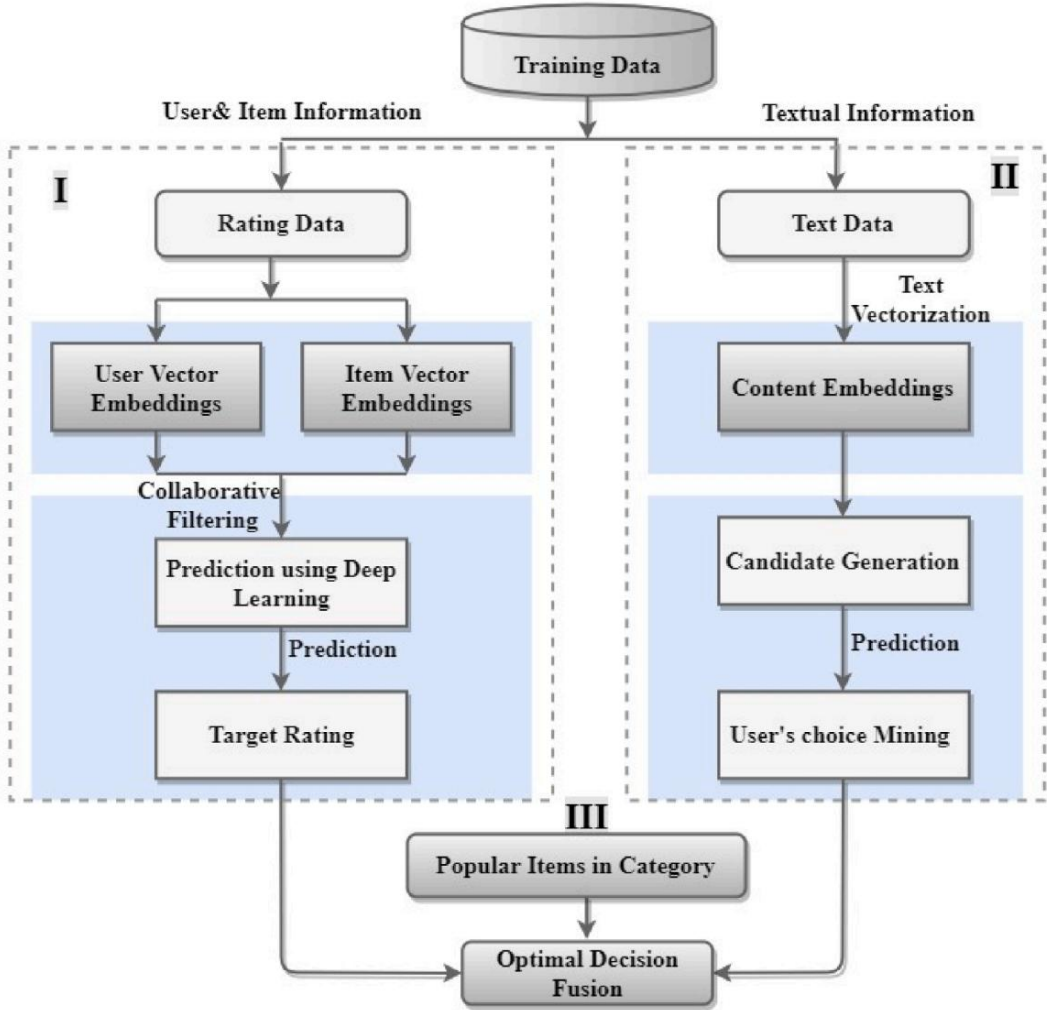 Training Data
User& Item Information
Textual Information
I
II
Rating Data
Text Data
Text
Vectorization
User Vector
Embeddings
Item Vector
Embeddings
Content Embeddings
Collaborative
Filtering
Prediction using Deep
Learning
Candidate Generation
Prediction
Prediction
Target Rating
User's choice Mining
III
Popular Items in Category
Optimal Decision
Fusion